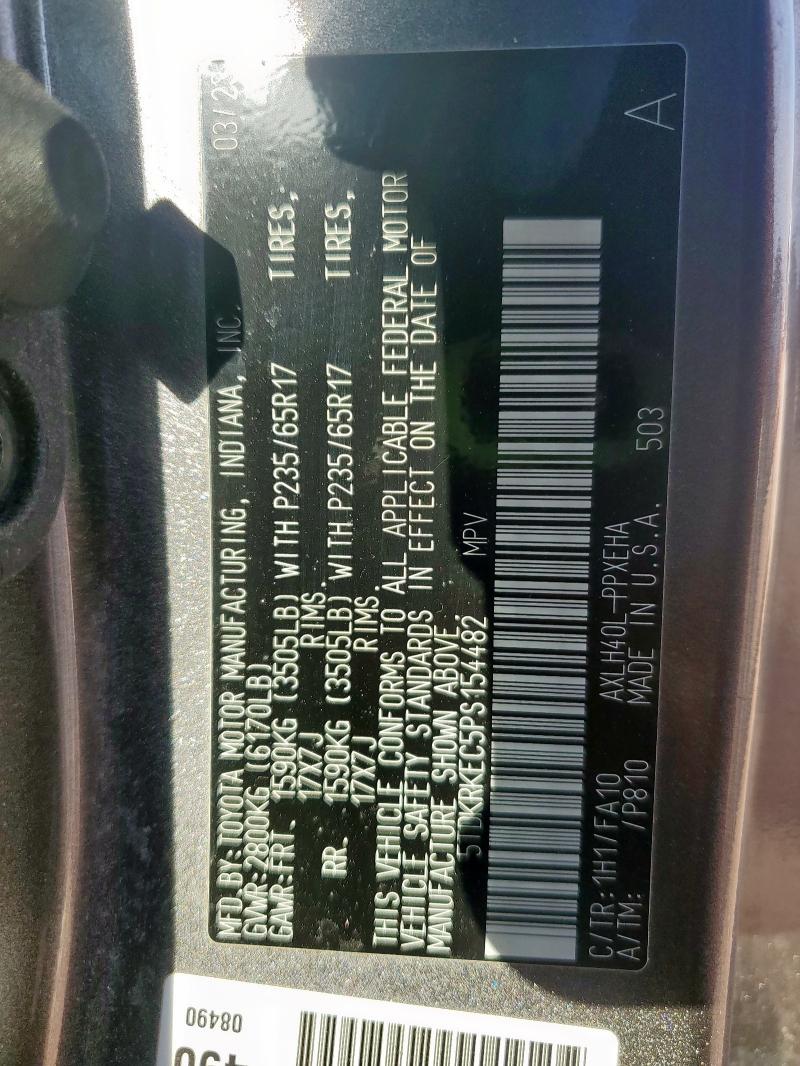 03/2
MFD. BY: TOYOTA MOTOR MANUFACTURING, INDIANA, INC.
GVWR: 2800KG (6170LB)
GAWR: FRT. 1590KG (3505LB) WITH P235/65R17 TIRES,
17X7J RIMS
RR. 1590KG (3505LB) WITH P235/65R17 TIRES,
17X7J RIMS
THIS VEHICLE CONFORMS TO ALL APPLICABLE FEDERAL MOTOR
VEHICLE SAFETY STANDARDS IN EFFECT ON THE DATE OF
MANUFACTURE SHOWN ABOVE.
5TDKRKEC5PS154482 MPV
C/TR: 1H1/FA10 AXLH40L-PPXEHA
A/TM: /P810 MADE IN U.S.A. 503 A
08490